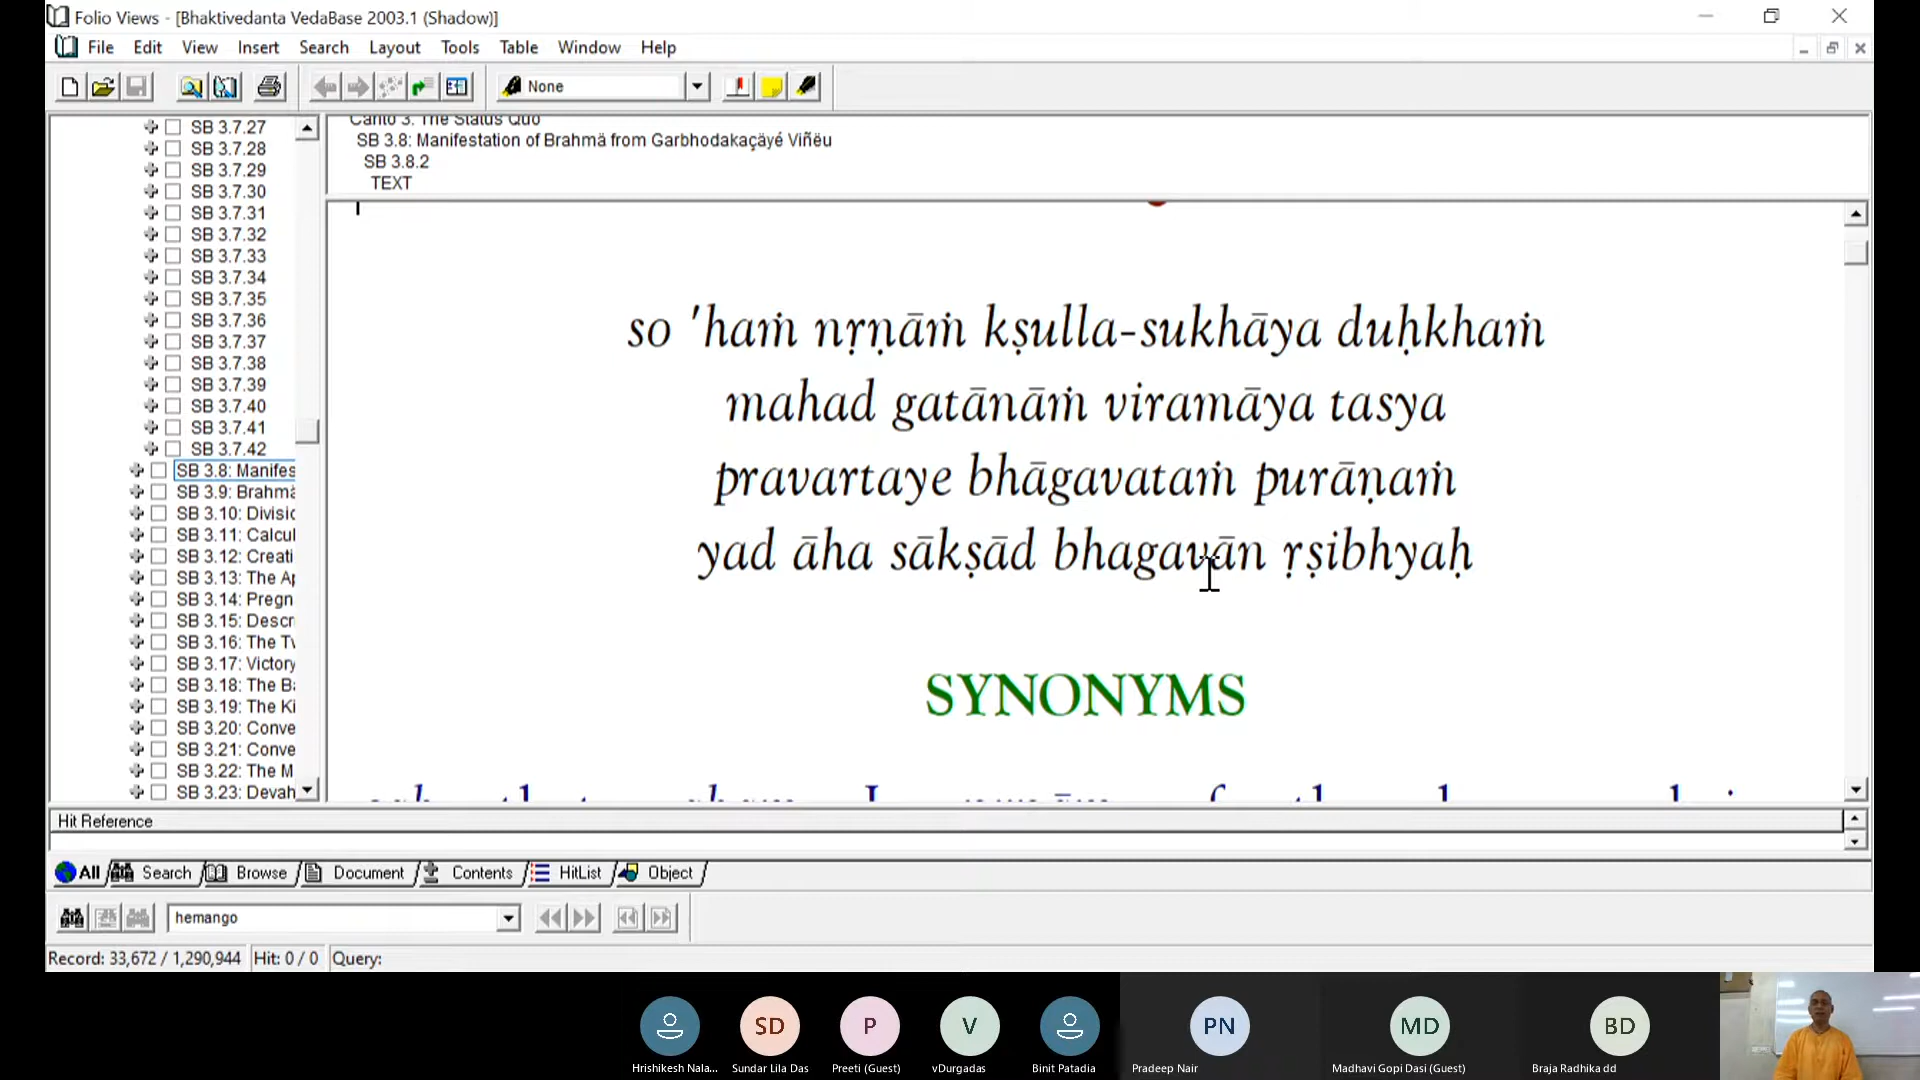 Folio Views - [Bhaktivedanta VedaBase 2003.1 (Shadow)]
File Edit View Insert Search Layout Tools Table Window Help
None
SB 3.7.27
SB 3.7.28
SB 3.7.29
SB 3.7.30
SB 3.7.31
SB 3.7.32
SB 3.7.33
SB 3.7.34
SB 3.7.35
SB 3.7.36
SB 3.7.37
SB 3.7.38
SB 3.7.39
SB 3.7.40
SB 3.7.41
SB 3.7.42
SB 3.8: Manifes
SB 3.9: Brahma
SB 3.10: Divisic
SB 3.11: Calcul
SB 3.12: Creati
SB 3.13: The Ap
SB 3.14: Pregn
SB 3.15: Descr
SB 3.16: The Tv
SB 3.17: Victory
SB 3.18: The Ba
SB 3.19: The Ki
SB 3.20: Conve
SB 3.21: Conve
SB 3.22: The M
SB 3.23: Devah
Canto 3: The Status Quo
SB 3.8: Manifestation of Brahmä from Garbhodakaçäyé Viñëu
SB 3.8.2
TEXT
so 'haṁ nṛṇāṁ kṣulla-sukhāya duḥkhaṁ
mahad gatānāṁ viramāya tasya
pravartaye bhāgavataṁ purāṇaṁ
yad āha sākṣād bhagavān ṛṣibhyaḥ
SYNONYMS
Hit Reference
All Search Browse Document Contents HitList Object
hemango
Record: 33,672 / 1,290,944 Hit: 0 / 0 Query:
SD P V PN MD BD
Hrishikesh Nala... Sundar Lila Das Preeti (Guest) vDurgadas Binit Patadia Pradeep Nair Madhavi Gopi Dasi (Guest) Braja Radhika dd